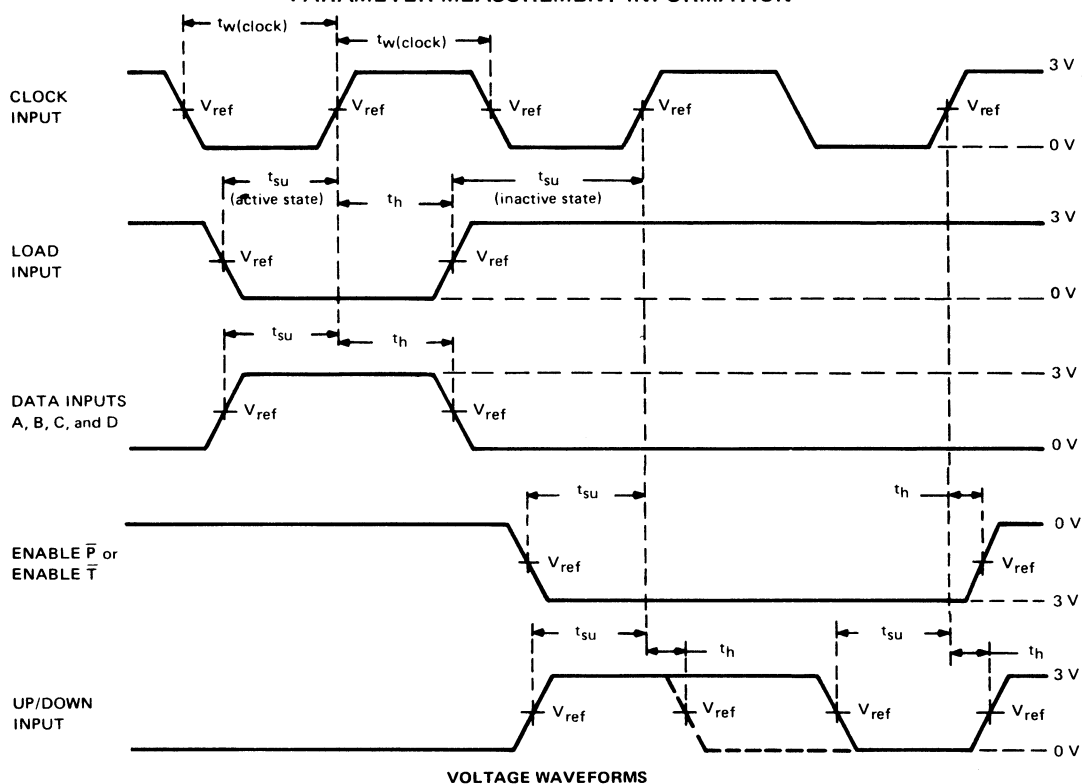 PARAMETER MEASUREMENT INFORMATION
tw(clock)
tw(clock)
3 V
CLOCK
INPUT
Vref
Vref
Vref
Vref
Vref
0 V
tsu
(active state)
th
tsu
(inactive state)
3 V
LOAD
INPUT
Vref
Vref
0 V
tsu
th
3 V
DATA INPUTS
A, B, C, and D
Vref
Vref
0 V
tsu
th
0 V
ENABLE P̅ or
ENABLE T̅
Vref
Vref
3 V
tsu
th
tsu
th
3 V
UP/DOWN
INPUT
Vref
Vref
Vref
Vref
0 V
VOLTAGE WAVEFORMS